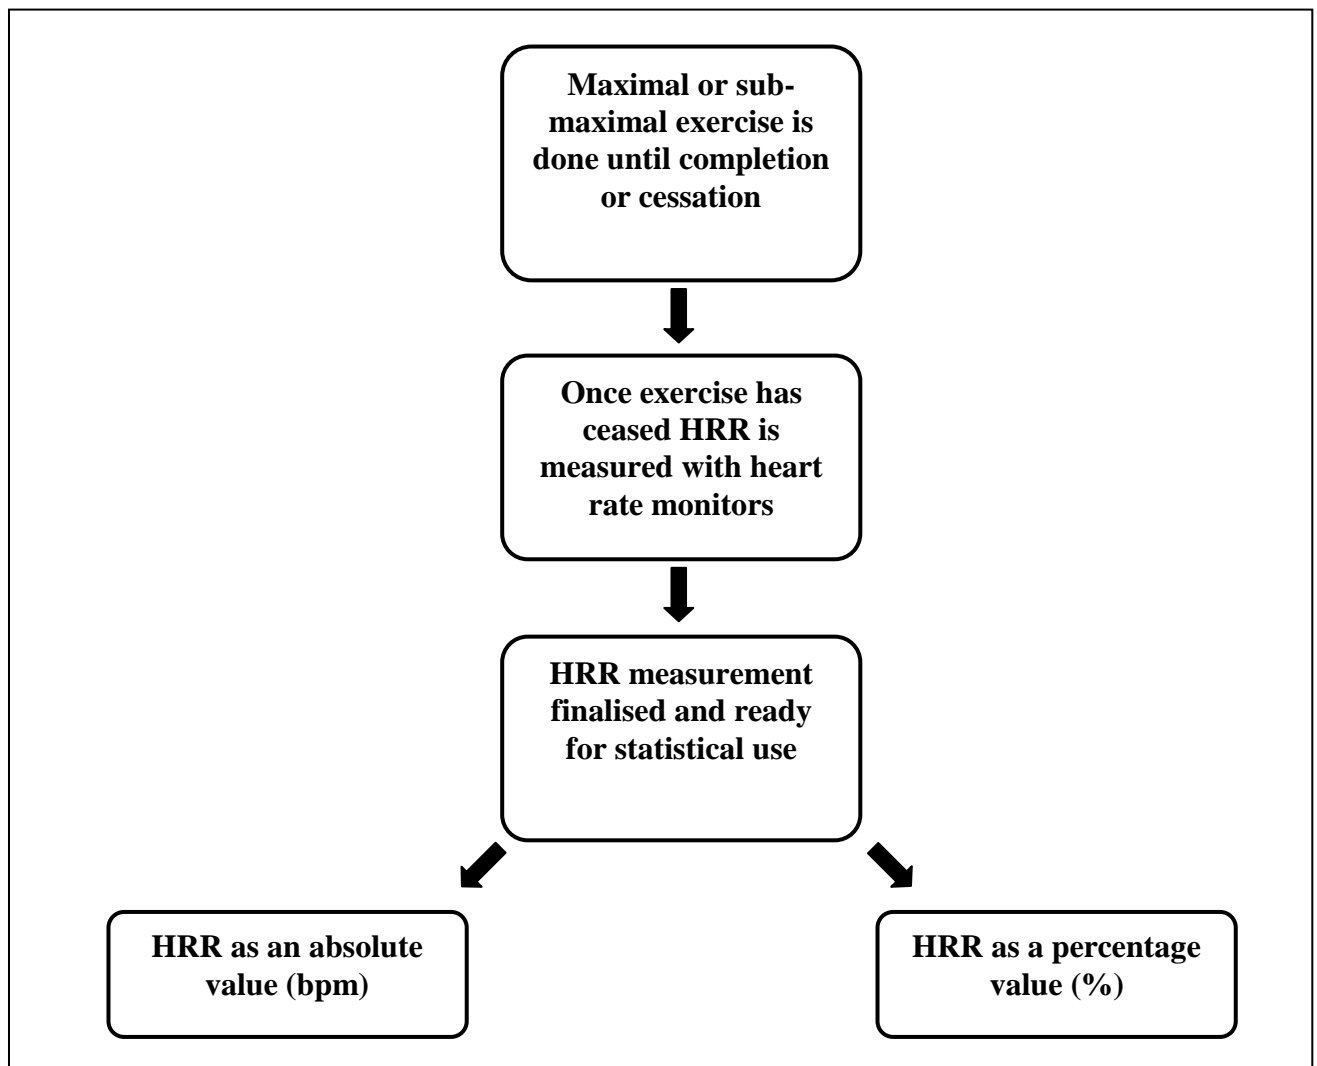 Maximal or sub-
maximal exercise is
done until completion
or cessation
Once exercise has
ceased HRR is
measured with heart
rate monitors
HRR measurement
finalised and ready
for statistical use
HRR as an absolute
value (bpm)
HRR as a percentage
value (%)